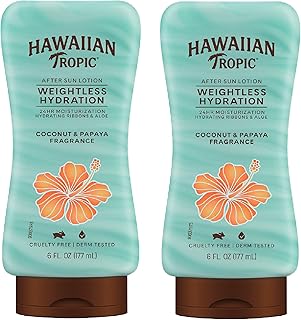 HAWAIIAN
TROPIC
AFTER SUN LOTION
WEIGHTLESS
HYDRATION
24HR MOISTURIZATION
HYDRATING RIBBONS & ALOE
COCONUT & PAPAYA
FRAGRANCE
CRUELTY FREE | DERM TESTED
6 FL. OZ (177 mL)
HAWAIIAN
TROPIC
AFTER SUN LOTION
WEIGHTLESS
HYDRATION
24HR MOISTURIZATION
HYDRATING RIBBONS & ALOE
COCONUT & PAPAYA
FRAGRANCE
CRUELTY FREE | DERM TESTED
6 FL. OZ (177 mL)